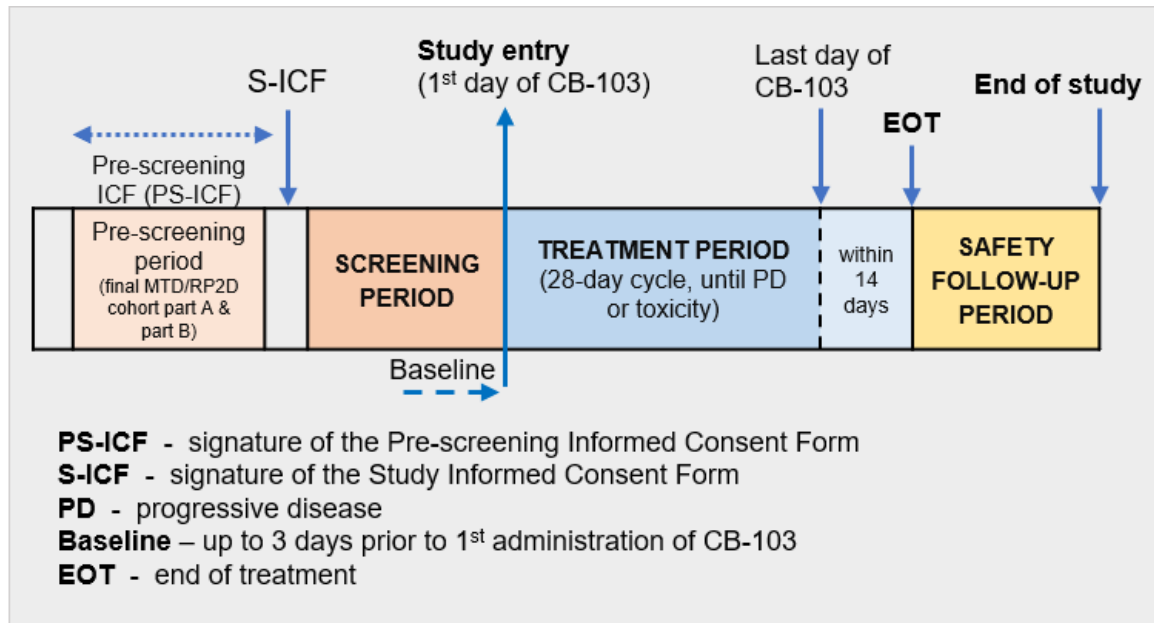 Study entry
(1st day of CB-103)
Last day of
CB-103
S-ICF
End of study
EOT
Pre-screening
ICF (PS-ICF)
Pre-screening
period
(final MTD/RP2D
cohort part A &
part B)
SCREENING
PERIOD
TREATMENT PERIOD
(28-day cycle, until PD
or toxicity)
within
14
days
SAFETY
FOLLOW-UP
PERIOD
Baseline
PS-ICF - signature of the Pre-screening Informed Consent Form
S-ICF - signature of the Study Informed Consent Form
PD - progressive disease
Baseline – up to 3 days prior to 1st administration of CB-103
EOT - end of treatment